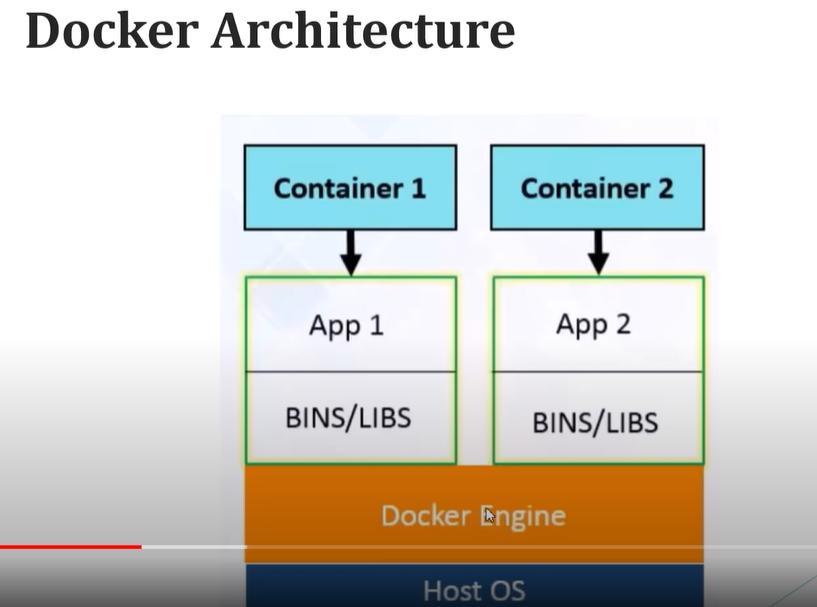 Docker Architecture
Container 1
Container 2
App 1
App 2
BINS/LIBS
BINS/LIBS
Docker Engine
Host OS